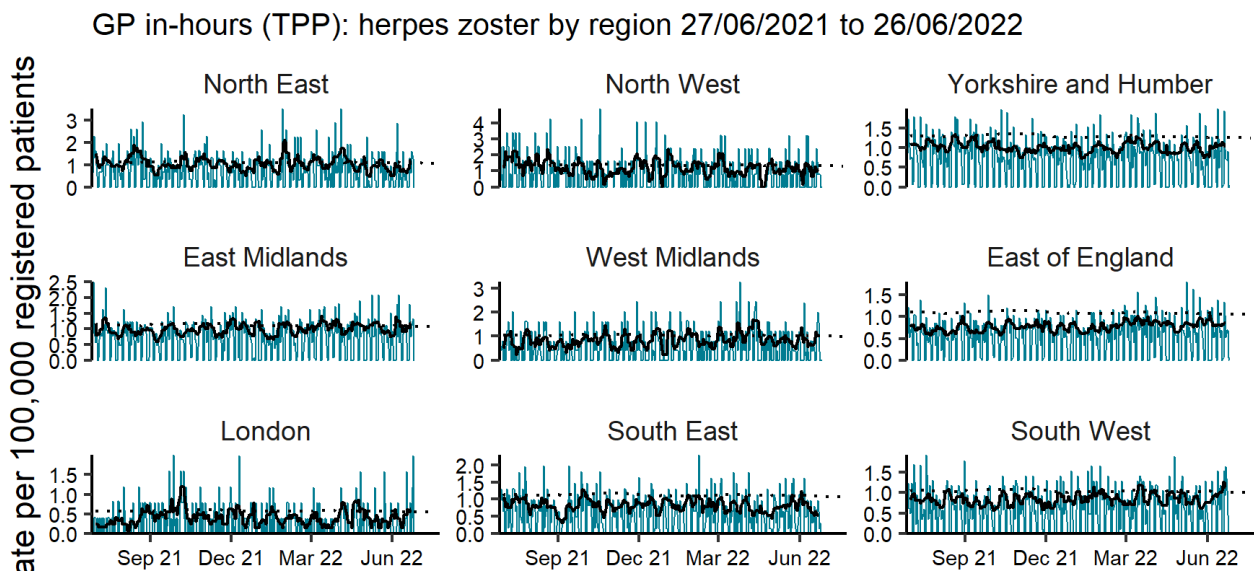 GP in-hours (TPP): herpes zoster by region 27/06/2021 to 26/06/2022
per 100,000 registered patients
North East
North West
Yorkshire and Humber
3
2
1
0
4
3
2
1
0
1.5
1.0
0.5
0.0
East Midlands
West Midlands
East of England
2.5
2.0
1.5
1.0
0.5
0.0
3
2
1
0
1.5
1.0
0.5
0.0
London
South East
South West
1.5
1.0
0.5
0.0
2.0
1.5
1.0
0.5
0.0
1.5
1.0
0.5
0.0
Sep 21 Dec 21 Mar 22 Jun 22
Sep 21 Dec 21 Mar 22 Jun 22
Sep 21 Dec 21 Mar 22 Jun 22